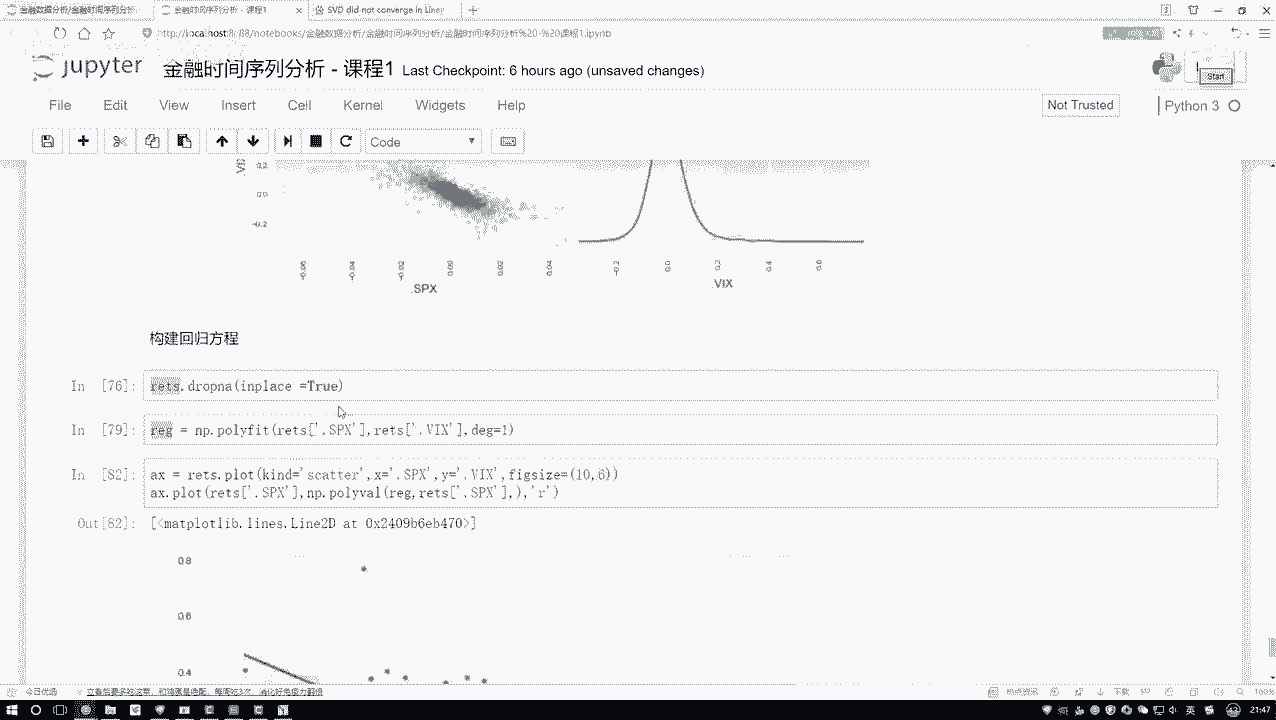 金融数据分析/金融时间序列分析
金融时间序列分析 - 课程1
SVD did not converge in Linea
http://localhost:8888/notebooks/金融数据分析/金融时间序列分析/金融时间序列分析%20-%20课程1.ipynb
jupyter 金融时间序列分析 - 课程1 Last Checkpoint: 6 hours ago (unsaved changes)
Start
File Edit View Insert Cell Kernel Widgets Help
Not Trusted
Python 3
Code
0.2
0.0
-0.2
-0.06 -0.04 -0.02 0.00 0.02 0.04
-0.2 0.0 0.2 0.4 0.6
.SPX
.VIX
构建回归方程
In [76]: rets.dropna(inplace =True)
In [79]: reg = np.polyfit(rets['.SPX'],rets['.VIX'],deg=1)
In [82]: ax = rets.plot(kind='scatter',x='.SPX',y='.VIX',figsize=(10,6))
ax.plot(rets['.SPX'],np.polyval(reg,rets['.SPX'],),'r')
Out[82]: [<matplotlib.lines.Line2D at 0x2409b6eb470>]
0.8
0.6
0.4
今日优选
热点资讯
下载
100%
英
21:47